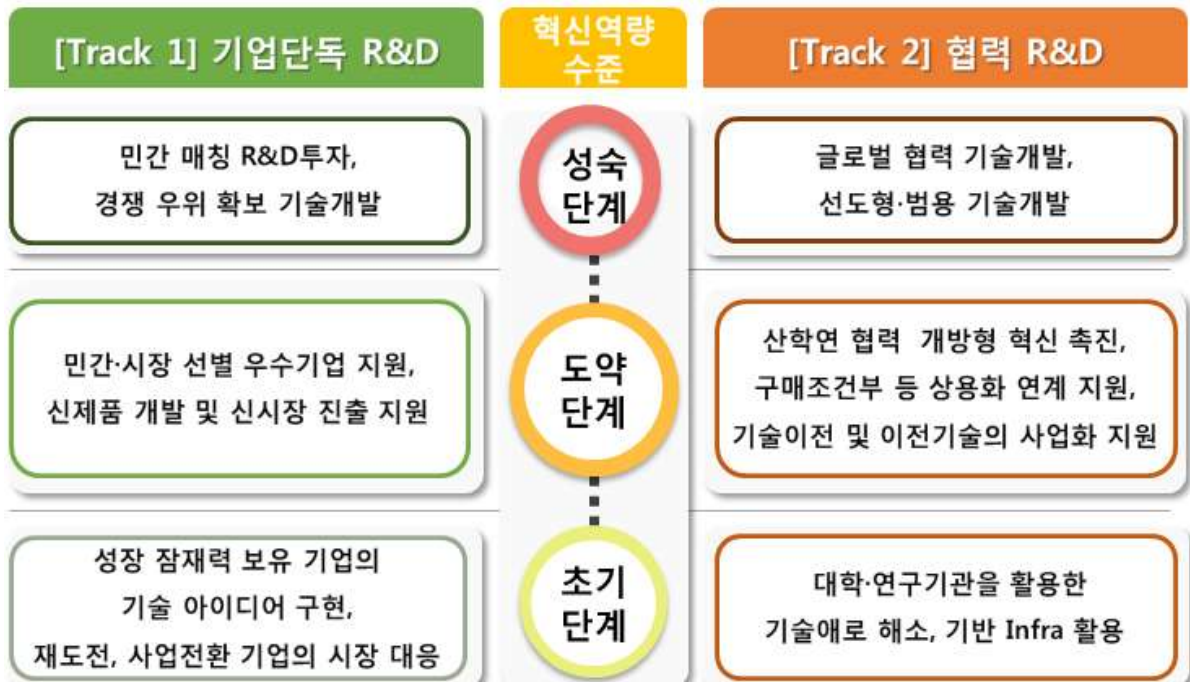 [Track 1] 기업단독 R&D
혁신역량
수준
[Track 2] 협력 R&D
민간 매칭 R&D투자,
경쟁 우위 확보 기술개발
성숙
단계
글로벌 협력 기술개발,
선도형·범용 기술개발
민간·시장 선별 우수기업 지원,
신제품 개발 및 신시장 진출 지원
도약
단계
산학연 협력 개방형 혁신 촉진,
구매조건부 등 상용화 연계 지원,
기술이전 및 이전기술의 사업화 지원
성장 잠재력 보유 기업의
기술 아이디어 구현,
재도전, 사업전환 기업의 시장 대응
초기
단계
대학·연구기관을 활용한
기술애로 해소, 기반 Infra 활용